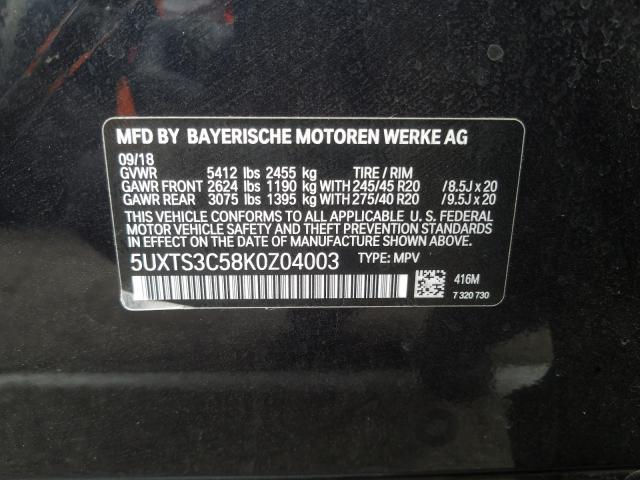 MFD BY BAYERISCHE MOTOREN WERKE AG
09/18
GVWR 5412 lbs 2455 kg TIRE / RIM
GAWR FRONT 2624 lbs 1190 kg WITH 245/45 R20 /8.5J x 20
GAWR REAR 3075 lbs 1395 kg WITH 275/40 R20 /9.5J x 20
THIS VEHICLE CONFORMS TO ALL APPLICABLE U. S. FEDERAL
MOTOR VEHICLE SAFETY AND THEFT PREVENTION STANDARDS
IN EFFECT ON THE DATE OF MANUFACTURE SHOWN ABOVE.
5UXTS3C58K0Z04003 TYPE: MPV
416M
7 320 730